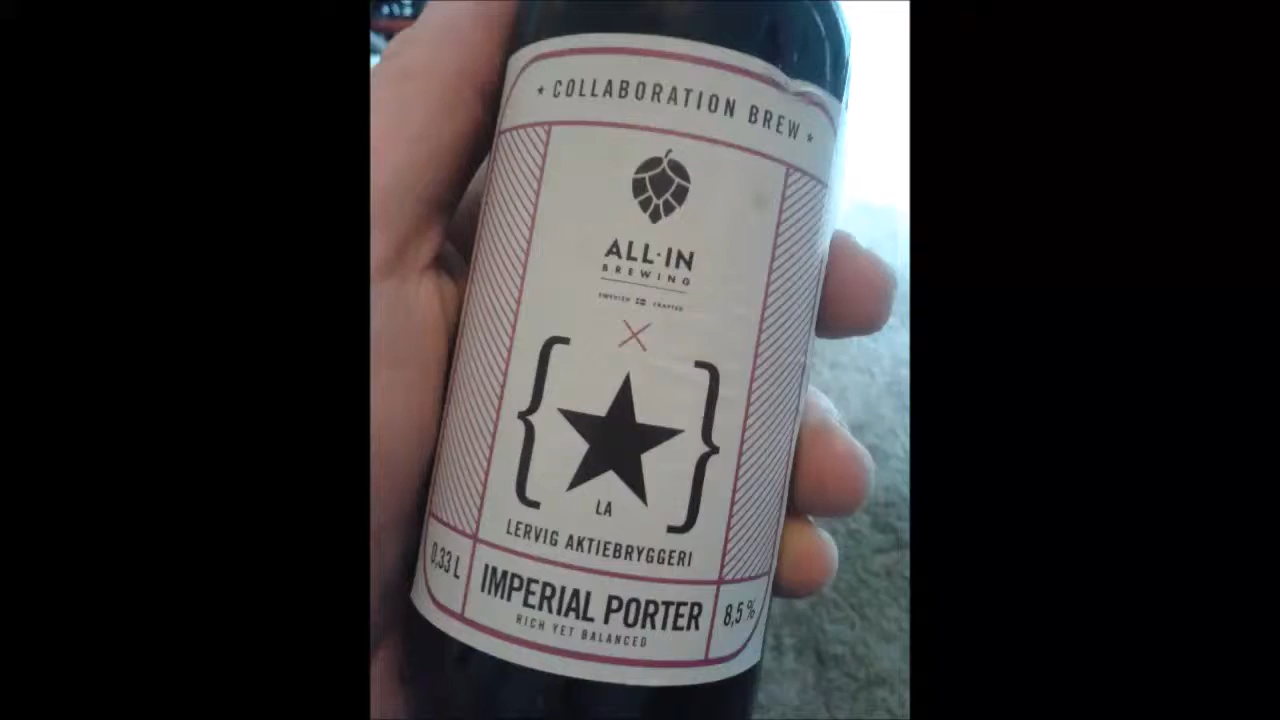 ★ COLLABORATION BREW ★
ALL·IN
BREWING
SWEDISH CRAFTED
×
{ ★ }
LA
LERVIG AKTIEBRYGGERI
0,33 L
IMPERIAL PORTER
8,5 %
RICH YET BALANCED